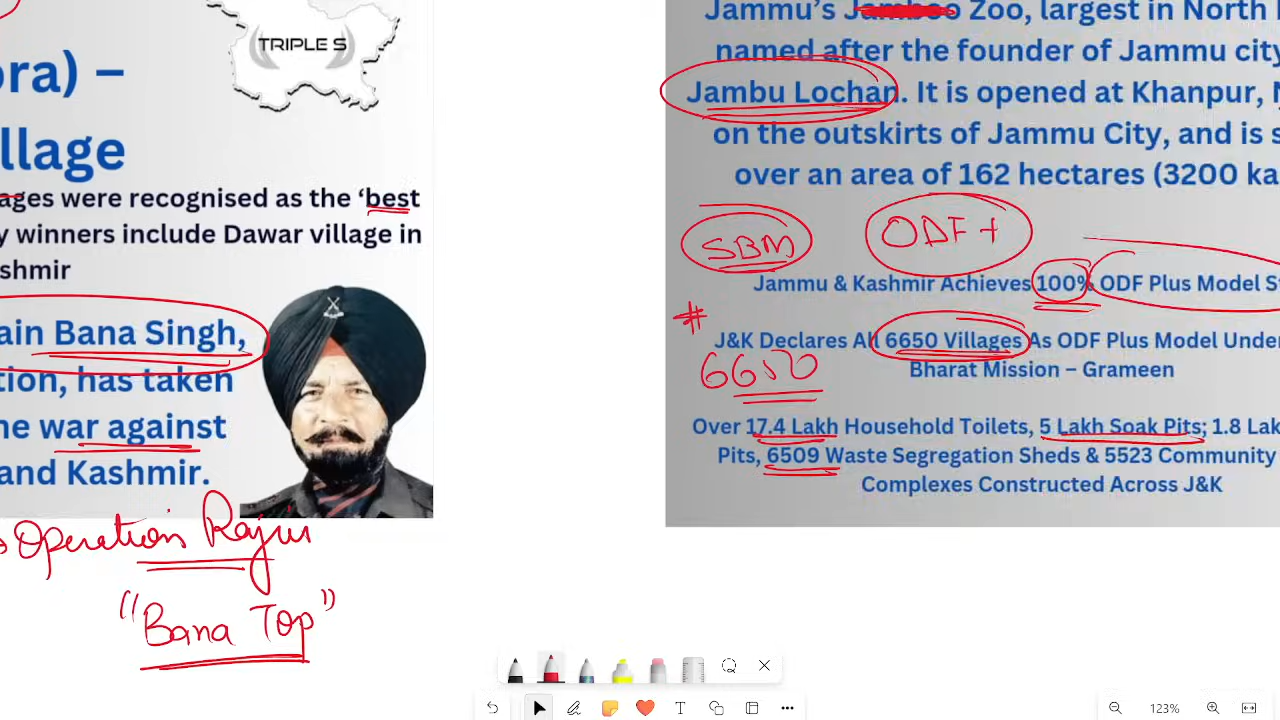 TRIPLE S
ora) –
llage
ages were recognised as the ‘best
y winners include Dawar village in
shmir
ain Bana Singh,
tion, has taken
he war against
and Kashmir.
Operation Rajiv
"Bana Top"
Jammu’s Jamboo Zoo, largest in North
named after the founder of Jammu city
Jambu Lochan. It is opened at Khanpur,
on the outskirts of Jammu City, and is s
over an area of 162 hectares (3200 ka
SBM
ODF +
Jammu & Kashmir Achieves 100% ODF Plus Model St
#
J&K Declares All 6650 Villages As ODF Plus Model Under
6650
Bharat Mission – Grameen
Over 17.4 Lakh Household Toilets, 5 Lakh Soak Pits; 1.8 Lak
Pits, 6509 Waste Segregation Sheds & 5523 Community
Complexes Constructed Across J&K
123%